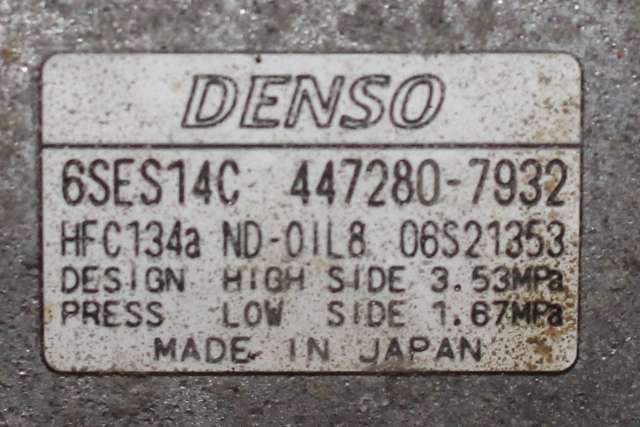 DENSO
6SES14C 447280-7932
HFC134a ND-OIL8 06S21353
DESIGN HIGH SIDE 3.53MPa
PRESS LOW SIDE 1.67MPa
MADE IN JAPAN